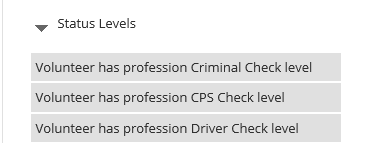 Status Levels
Volunteer has profession Criminal Check level
Volunteer has profession CPS Check level
Volunteer has profession Driver Check level